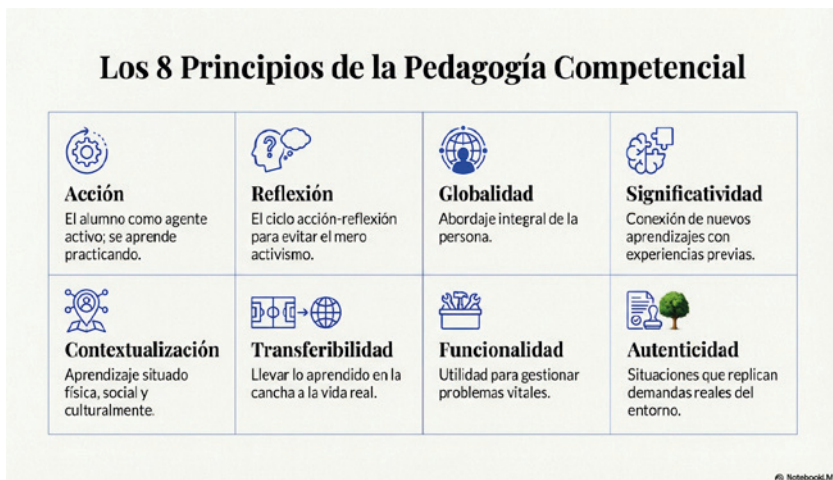 Los 8 Principios de la Pedagogía Competencial
Acción
El alumno como agente
activo; se aprende
practicando.
Reflexión
El ciclo acción-reflexión
para evitar el mero
activismo.
Globalidad
Abordaje integral de la
persona.
Significatividad
Conexión de nuevos
aprendizajes con
experiencias previas.
Contextualización
Aprendizaje situado
física, social y
culturalmente.
Transferibilidad
Llevar lo aprendido en la
cancha a la vida real.
Funcionalidad
Utilidad para gestionar
problemas vitales.
Autenticidad
Situaciones que replican
demandas reales del
entorno.
NotebookLM